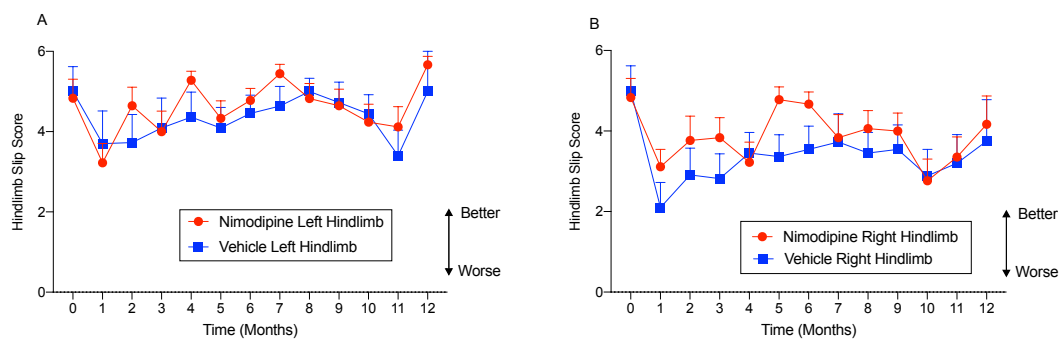 A
Hindlimb Slip Score
6
4
2
0
Nimodipine Left Hindlimb
Vehicle Left Hindlimb
Better
Worse
0 1 2 3 4 5 6 7 8 9 10 11 12
Time (Months)
B
Hindlimb Slip Score
6
4
2
0
Nimodipine Right Hindlimb
Vehicle Right Hindlimb
Better
Worse
0 1 2 3 4 5 6 7 8 9 10 11 12
Time (Months)